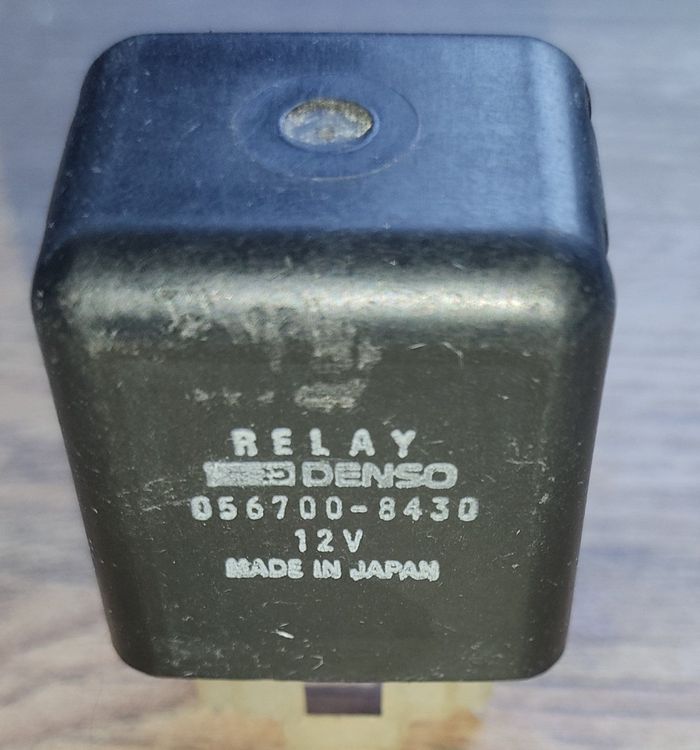 RELAY
DENSO
056700-8430
12V
MADE IN JAPAN